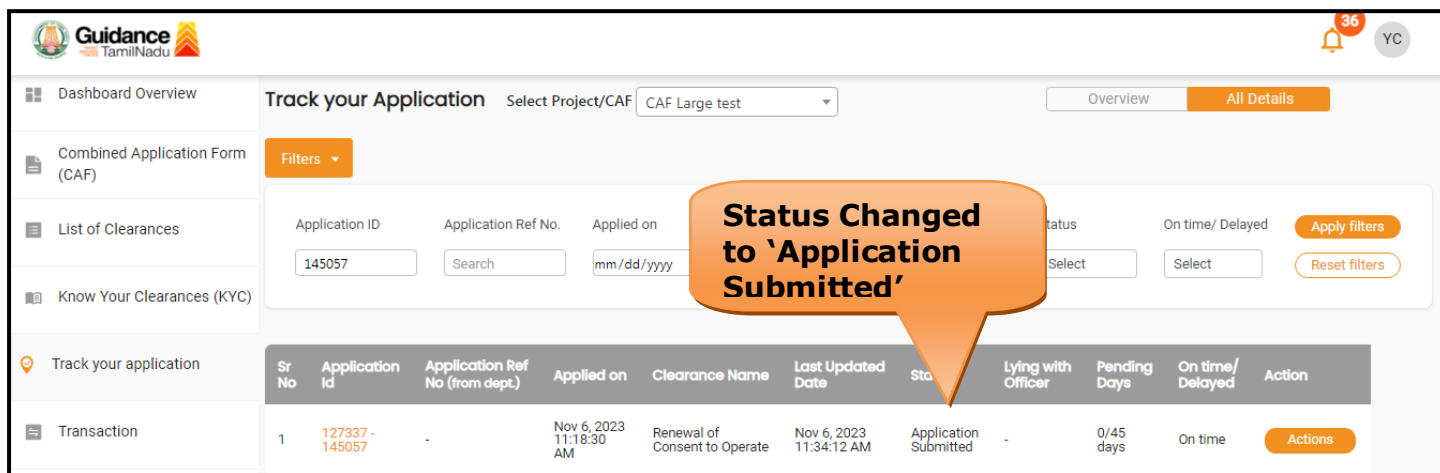 Guidance
TamilNadu
36
YC
Dashboard Overview
Combined Application Form
(CAF)
List of Clearances
Know Your Clearances (KYC)
Track your application
Transaction
Track your Application Select Project/CAF CAF Large test
Overview All Details
Filters
Application ID Application Ref No. Applied on tatus On time/ Delayed Apply filters
145057 Search mm/dd/yyyy Select Select Reset filters
Status Changed
to ‘Application
Submitted’
Sr No Application Id Application Ref No (from dept.) Applied on Clearance Name Last Updated Date Sta Lying with Officer Pending Days On time/ Delayed Action
1 127337 - 145057 - Nov 6, 2023 11:18:30 AM Renewal of Consent to Operate Nov 6, 2023 11:34:12 AM Application Submitted - 0/45 days On time Actions